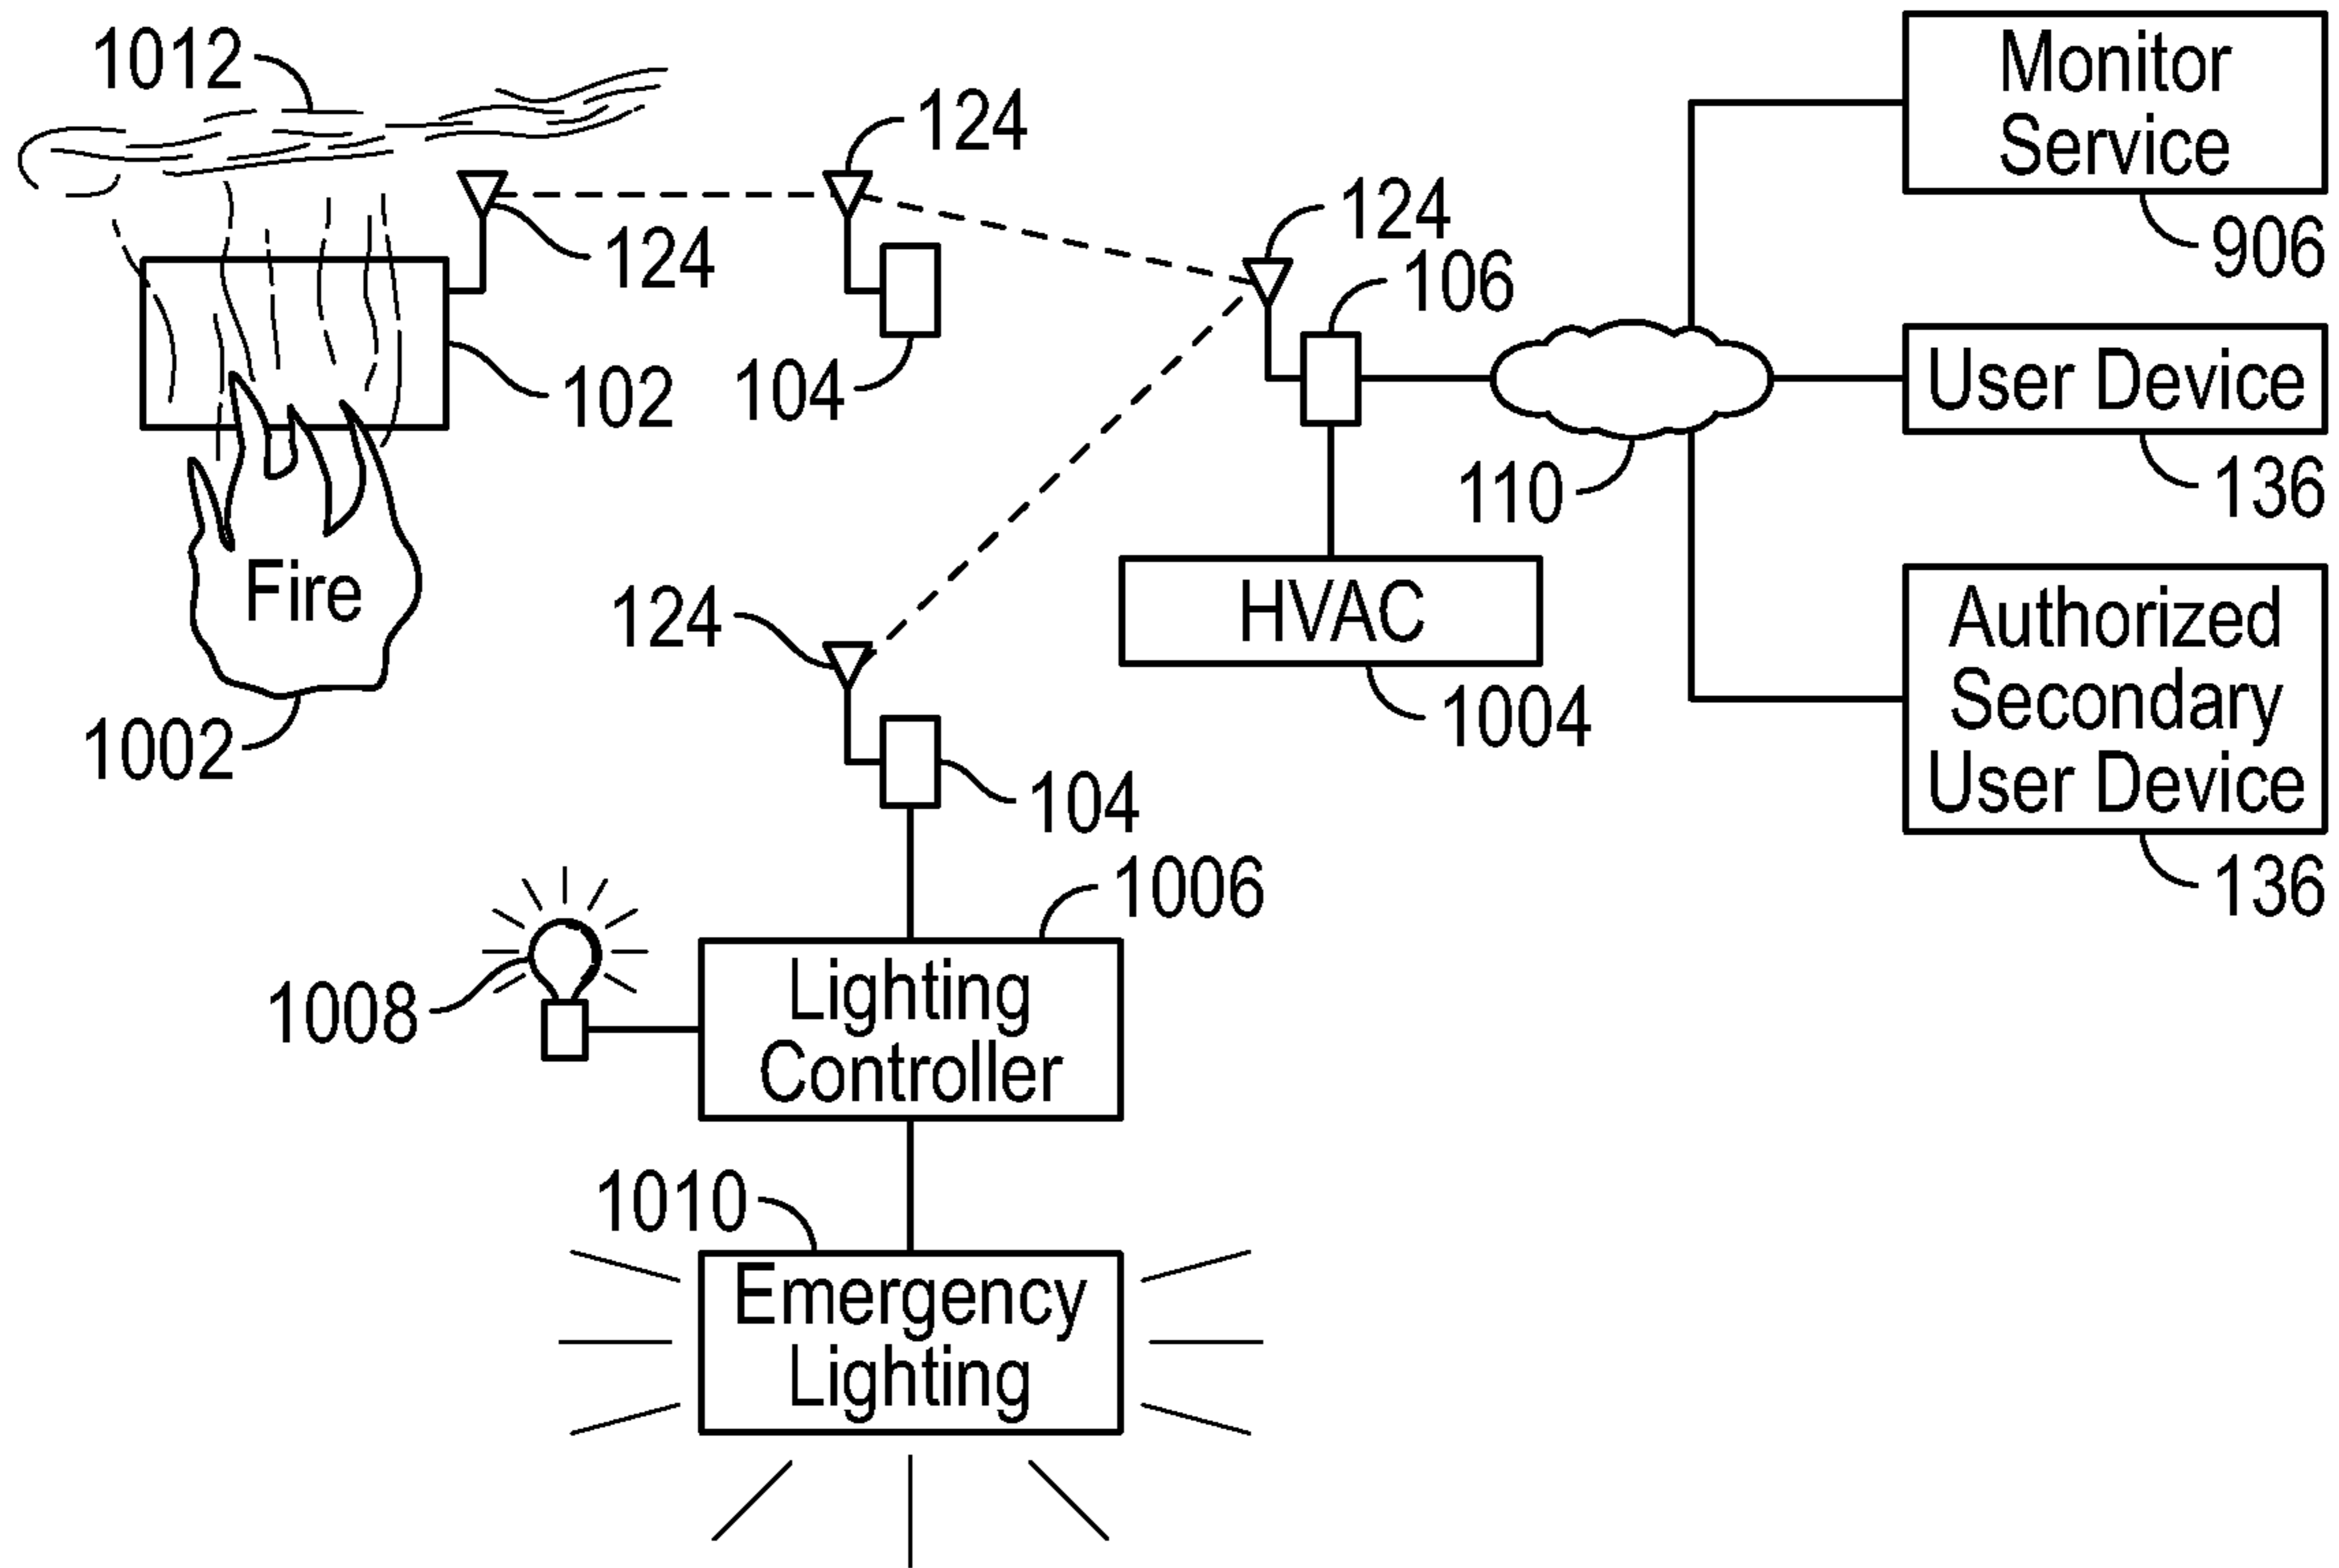 1012
124
Monitor
Service
906
124
124
106
102
104
User Device
136
110
Fire
HVAC
1004
124
1002
Authorized
Secondary
User Device
136
104
1006
1008
Lighting
Controller
1010
Emergency
Lighting